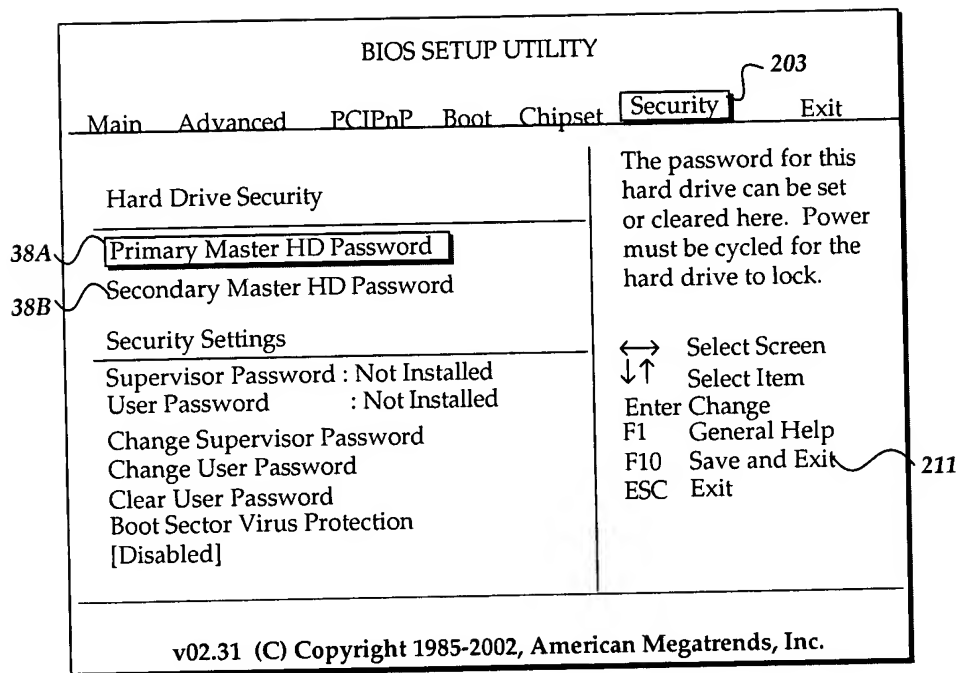 BIOS SETUP UTILITY
203
Main Advanced PCIPnP Boot Chipset Security Exit
Hard Drive Security
38A
Primary Master HD Password
38B
Secondary Master HD Password
Security Settings
Supervisor Password : Not Installed
User Password : Not Installed
Change Supervisor Password
Change User Password
Clear User Password
Boot Sector Virus Protection
[Disabled]
The password for this
hard drive can be set
or cleared here. Power
must be cycled for the
hard drive to lock.
←→ Select Screen
↓↑ Select Item
Enter Change
F1 General Help
F10 Save and Exit
211
ESC Exit
v02.31 (C) Copyright 1985-2002, American Megatrends, Inc.